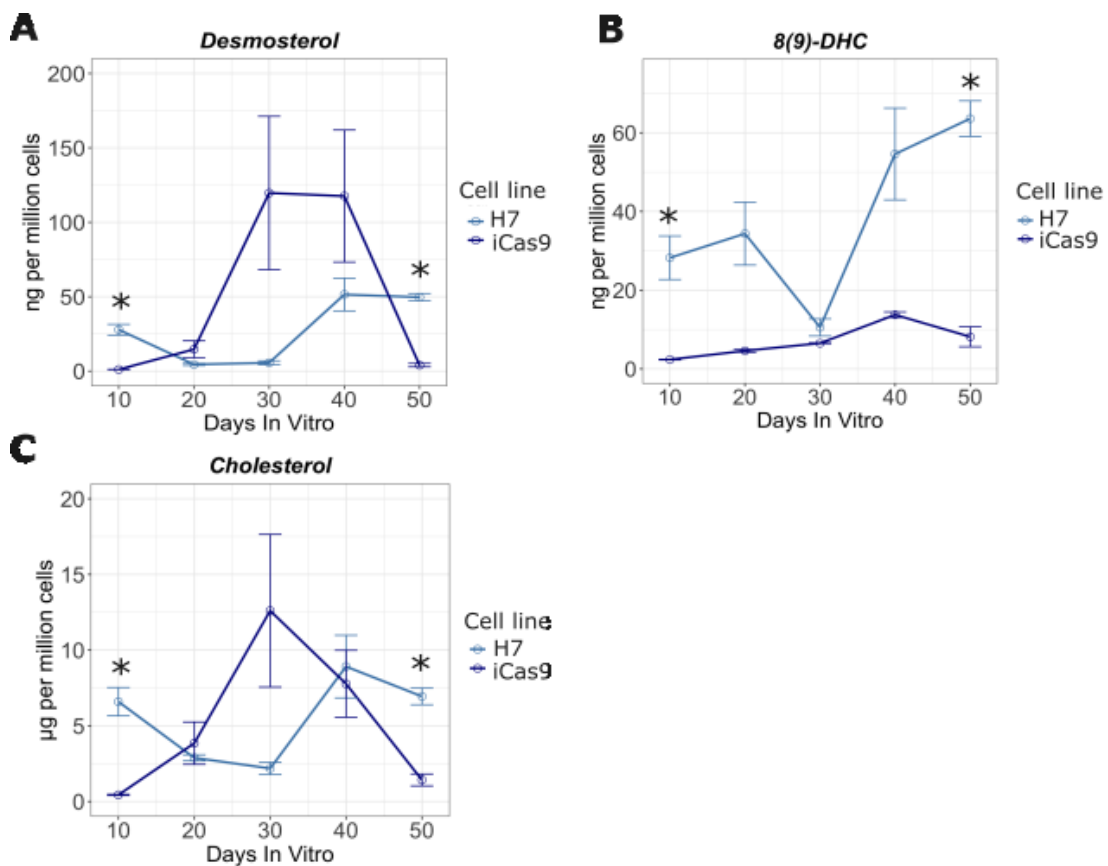 A
Desmosterol
200
150
100
50
0
ng per million cells
10 20 30 40 50
Days In Vitro
Cell line
H7
iCas9
*
*
B
8(9)-DHC
60
40
20
0
ng per million cells
10 20 30 40 50
Days In Vitro
Cell line
H7
iCas9
*
*
C
Cholesterol
20
15
10
5
0
µg per million cells
10 20 30 40 50
Days In Vitro
Cell line
H7
iCas9
*
*